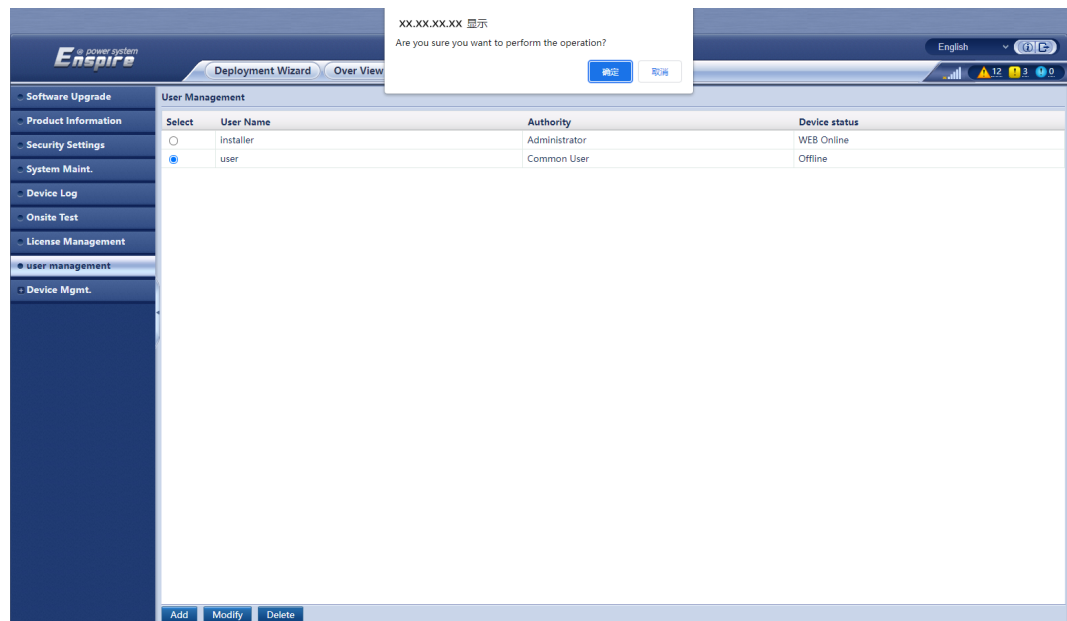 XX.XX.XX.XX 显示
Are you sure you want to perform the operation?
确定 取消
e power system
Enspire
English
Deployment Wizard Over View
12 3 0
Software Upgrade
Product Information
Security Settings
System Maint.
Device Log
Onsite Test
License Management
user management
Device Mgmt.
User Management
Select User Name Authority Device status
installer Administrator WEB Online
user Common User Offline
Add Modify Delete